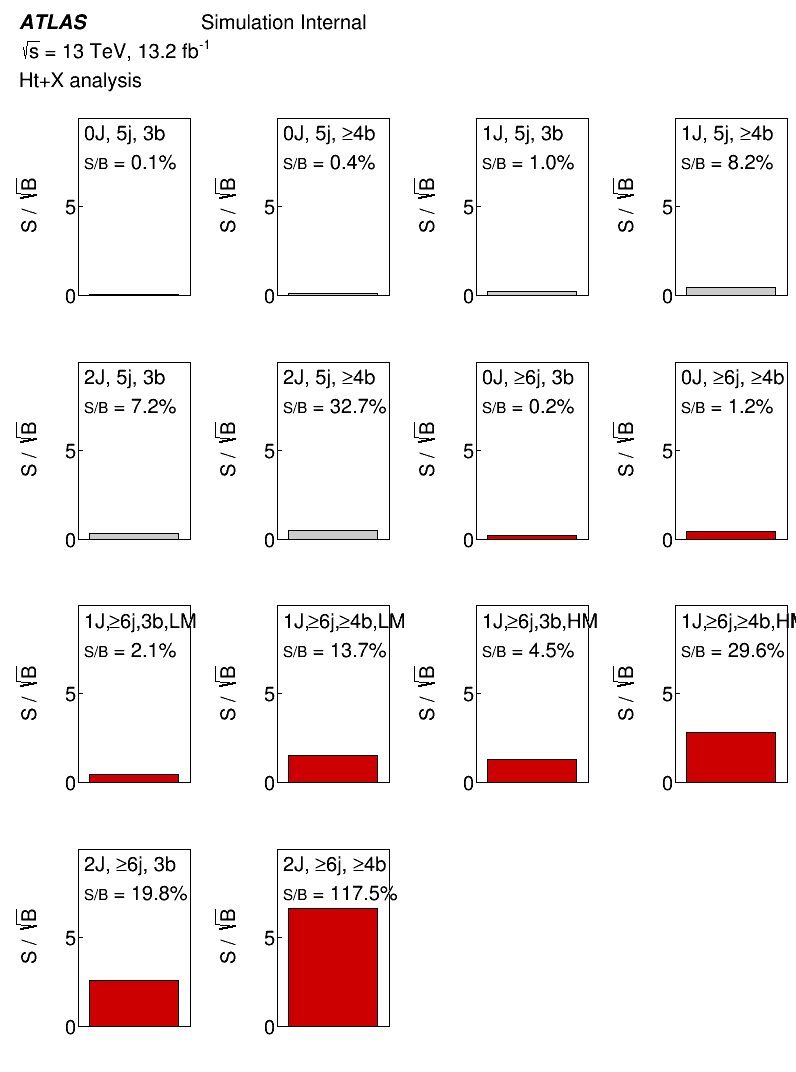 ATLAS Simulation Internal
√s = 13 TeV, 13.2 fb⁻¹
Ht+X analysis
0J, 5j, 3b
S/B = 0.1%
S / √B
5
0
0J, 5j, ≥4b
S/B = 0.4%
S / √B
5
0
1J, 5j, 3b
S/B = 1.0%
S / √B
5
0
1J, 5j, ≥4b
S/B = 8.2%
S / √B
5
0
2J, 5j, 3b
S/B = 7.2%
S / √B
5
0
2J, 5j, ≥4b
S/B = 32.7%
S / √B
5
0
0J, ≥6j, 3b
S/B = 0.2%
S / √B
5
0
0J, ≥6j, ≥4b
S/B = 1.2%
S / √B
5
0
1J,≥6j,3b,LM
S/B = 2.1%
S / √B
5
0
1J,≥6j,≥4b,LM
S/B = 13.7%
S / √B
5
0
1J,≥6j,3b,HM
S/B = 4.5%
S / √B
5
0
1J,≥6j,≥4b,HM
S/B = 29.6%
S / √B
5
0
2J, ≥6j, 3b
S/B = 19.8%
S / √B
5
0
2J, ≥6j, ≥4b
S/B = 117.5%
S / √B
5
0